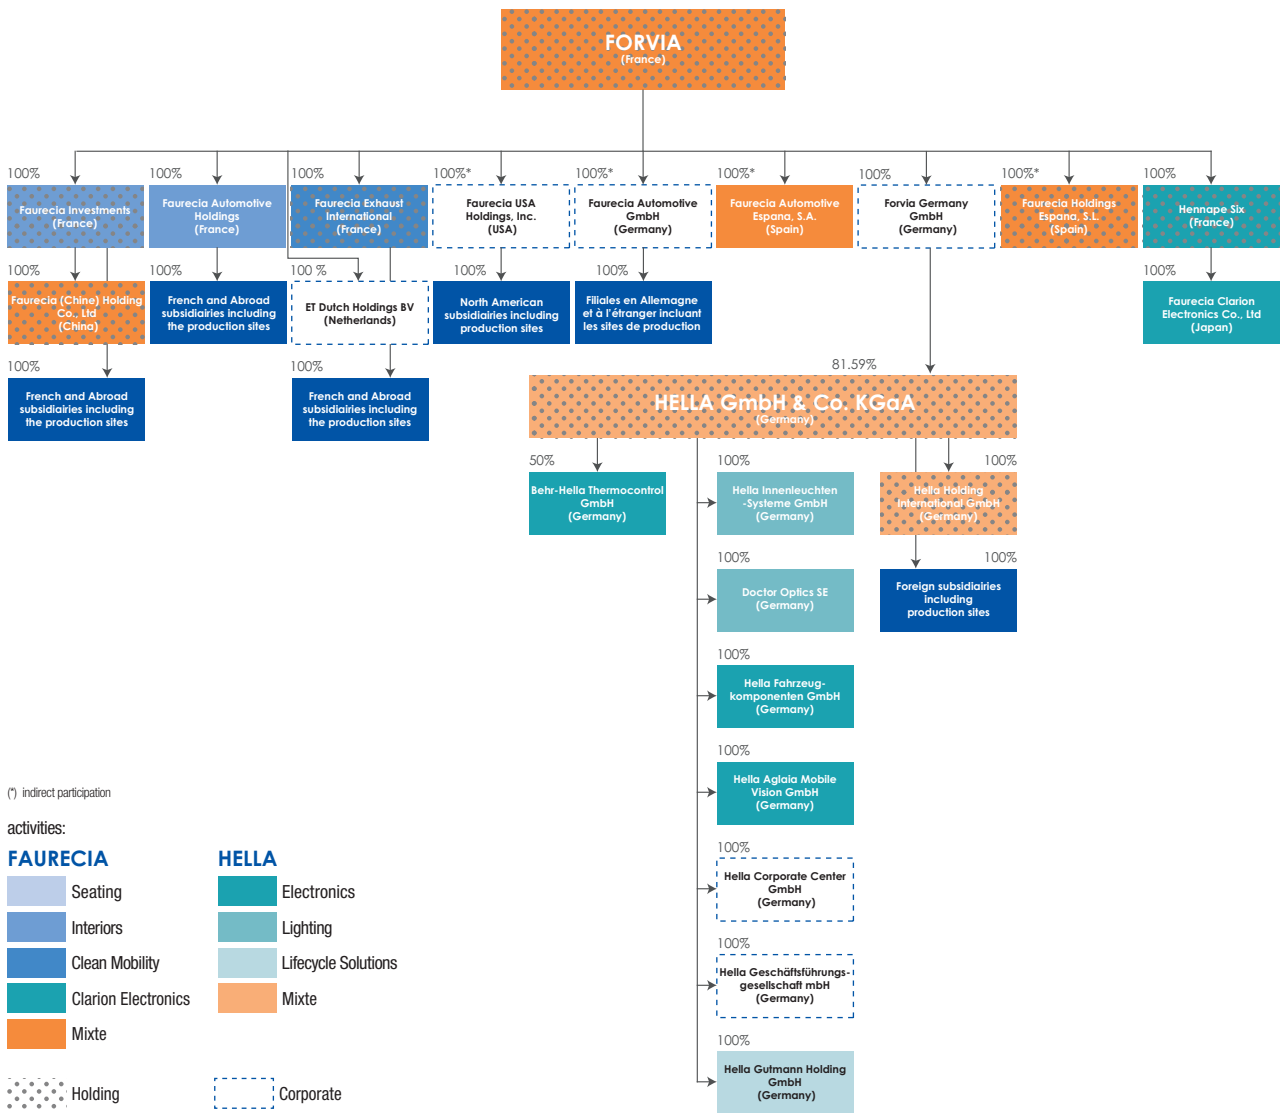 FORVIA
(France)
100%
100%
100%
100%*
100%*
100%*
100%
100%*
100%
Faurecia Investments
(France)
Faurecia Automotive
Holdings
(France)
Faurecia Exhaust
International
(France)
Faurecia USA
Holdings, Inc.
(USA)
Faurecia Automotive
GmbH
(Germany)
Faurecia Automotive
Espana, S.A.
(Spain)
Forvia Germany
GmbH
(Germany)
Faurecia Holdings
Espana, S.L.
(Spain)
Hennape Six
(France)
100%
100%
100 %
100%
100%
100%
Faurecia (Chine) Holding
Co., Ltd
(China)
French and Abroad
subsidiairies including
the production sites
ET Dutch Holdings BV
(Netherlands)
North American
subsidiairies including
production sites
Filiales en Allemagne
et à l'étranger incluant
les sites de production
Faurecia Clarion
Electronics Co., Ltd
(Japan)
100%
100%
81.59%
French and Abroad
subsidiairies including
the production sites
French and Abroad
subsidiairies including
the production sites
HELLA GmbH & Co. KGaA
(Germany)
50%
100%
100%
Behr-Hella Thermocontrol
GmbH
(Germany)
Hella Innenleuchten
-Systeme GmbH
(Germany)
Hella Holding
International GmbH
(Germany)
100%
100%
Doctor Optics SE
(Germany)
Foreign subsidiairies
including
production sites
100%
Hella Fahrzeug-
komponenten GmbH
(Germany)
100%
Hella Aglaia Mobile
Vision GmbH
(Germany)
100%
Hella Corporate Center
GmbH
(Germany)
100%
Hella Geschäftsführungs-
gesellschaft mbH
(Germany)
100%
Hella Gutmann Holding
GmbH
(Germany)
(*) indirect participation
activities:
FAURECIA
Seating
Interiors
Clean Mobility
Clarion Electronics
Mixte
HELLA
Electronics
Lighting
Lifecycle Solutions
Mixte
Holding
Corporate